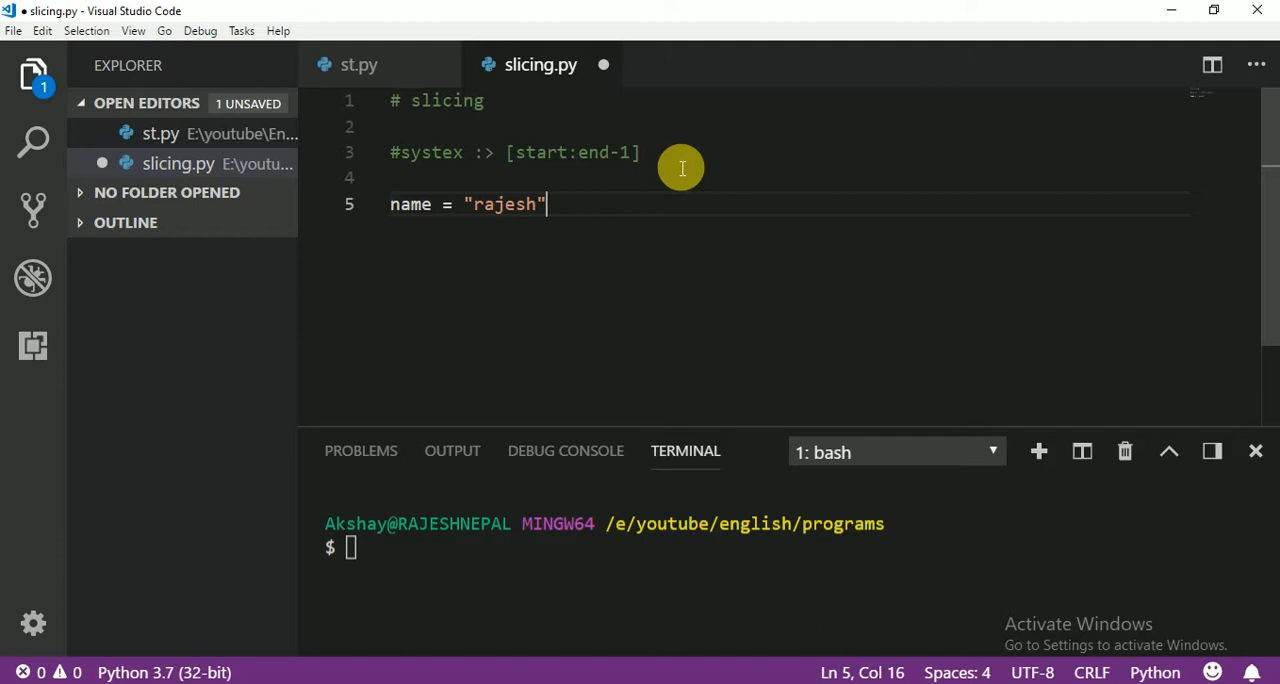 ● slicing.py - Visual Studio Code
File Edit Selection View Go Debug Tasks Help
1
EXPLORER
st.py
slicing.py ●
OPEN EDITORS 1 UNSAVED
st.py E:\youtube\En...
● slicing.py E:\youtu...
NO FOLDER OPENED
OUTLINE
1 # slicing
2
3 #systex :> [start:end-1]
4
5 name = "rajesh"
PROBLEMS OUTPUT DEBUG CONSOLE TERMINAL 1: bash
Akshay@RAJESHNEPAL MINGW64 /e/youtube/english/programs
$
Activate Windows
Go to Settings to activate Windows.
0 0 Python 3.7 (32-bit) Ln 5, Col 16 Spaces: 4 UTF-8 CRLF Python